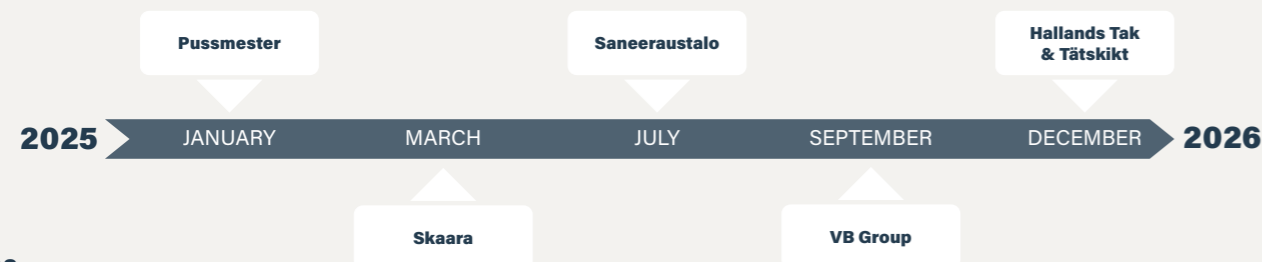 Pussmester
Saneeraustalo
Hallands Tak
& Tätskikt
2025
JANUARY
MARCH
JULY
SEPTEMBER
DECEMBER
2026
Skaara
VB Group